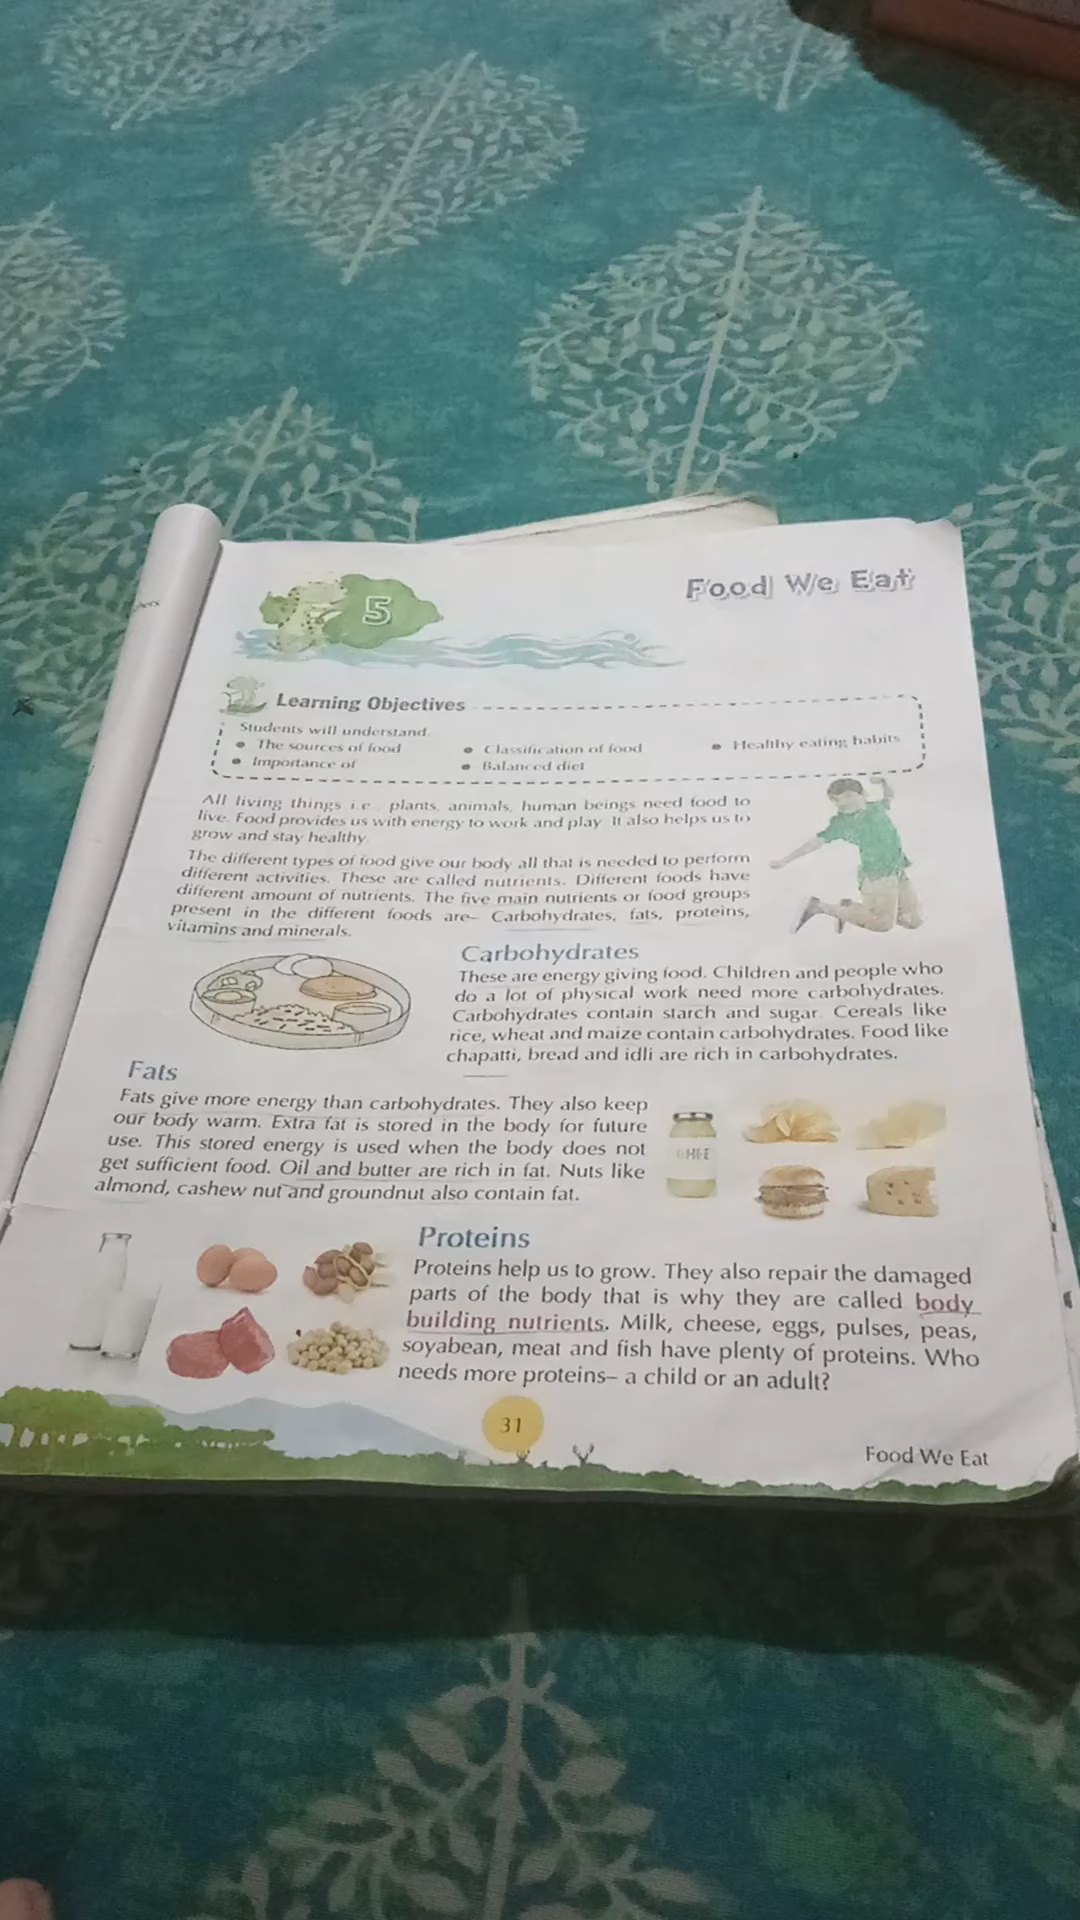 hers
5
Food We Eat
Learning Objectives
Students will understand
• The sources of food
• Classification of food
• Healthy eating habits
• Importance of
• Balanced diet
All living things i.e., plants, animals, human beings need food to
live. Food provides us with energy to work and play. It also helps us to
grow and stay healthy.
The different types of food give our body all that is needed to perform
different activities. These are called nutrients. Different foods have
different amount of nutrients. The five main nutrients or food groups
present in the different foods are– Carbohydrates, fats, proteins,
vitamins and minerals.
Carbohydrates
These are energy giving food. Children and people who
do a lot of physical work need more carbohydrates.
Carbohydrates contain starch and sugar. Cereals like
rice, wheat and maize contain carbohydrates. Food like
chapatti, bread and idli are rich in carbohydrates.
Fats
Fats give more energy than carbohydrates. They also keep
our body warm. Extra fat is stored in the body for future
use. This stored energy is used when the body does not
get sufficient food. Oil and butter are rich in fat. Nuts like
almond, cashew nut and groundnut also contain fat.
GHEE
Proteins
Proteins help us to grow. They also repair the damaged
parts of the body that is why they are called body
building nutrients. Milk, cheese, eggs, pulses, peas,
soyabean, meat and fish have plenty of proteins. Who
needs more proteins– a child or an adult?
31
Food We Eat